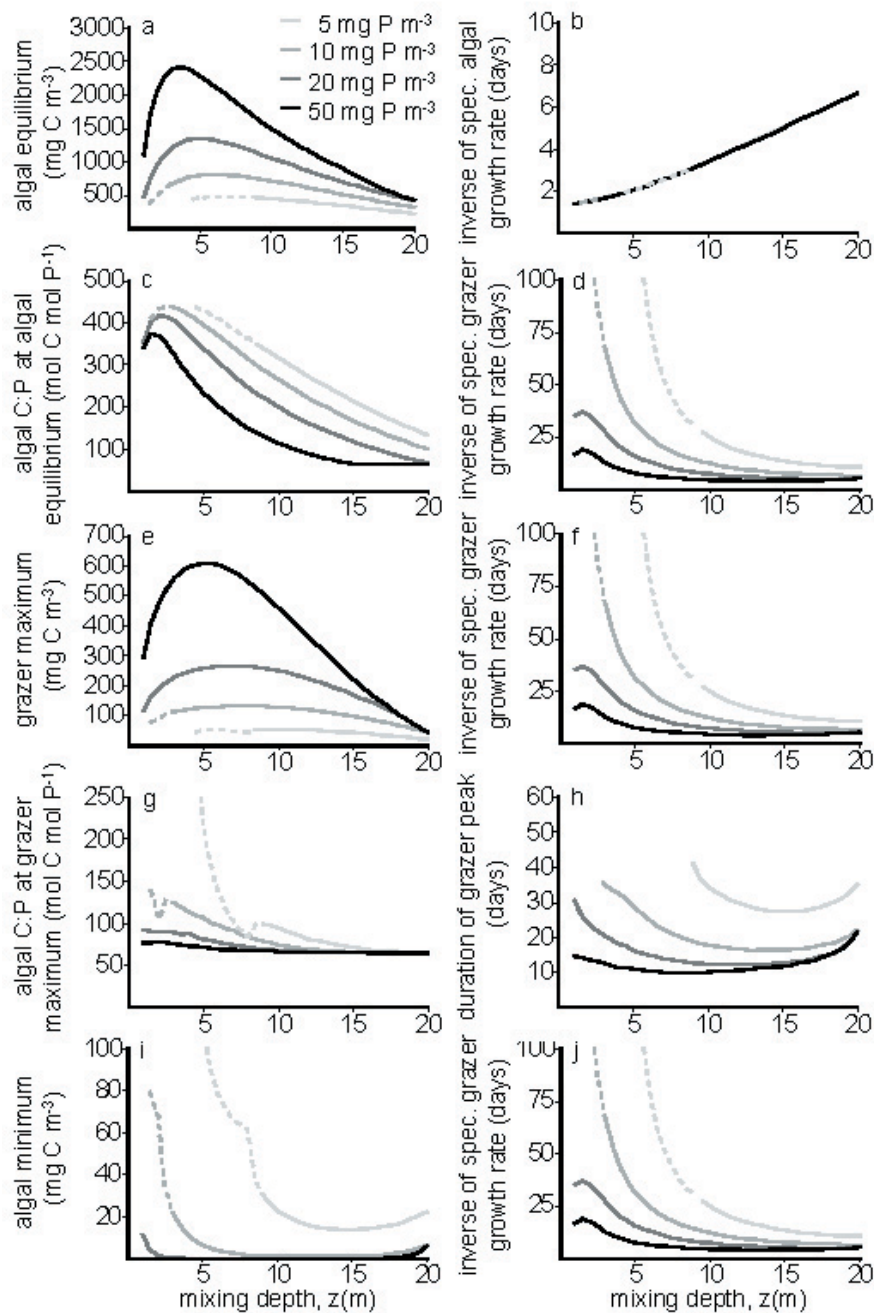 a
5 mg P m-3
10 mg P m-3
20 mg P m-3
50 mg P m-3
algal equilibrium
(mg C m-3)
3000
2500
2000
1500
1000
500
5 10 15 20
b
inverse of spec. algal
growth rate (days)
10
8
6
4
2
5 10 15 20
c
algal C:P at algal
equilibrium (mol C mol P-1)
500
400
300
200
100
5 10 15 20
d
inverse of spec. grazer
growth rate (days)
100
75
50
25
5 10 15 20
e
grazer maximum
(mg C m-3)
700
600
500
400
300
200
100
5 10 15 20
f
inverse of spec. grazer
growth rate (days)
100
75
50
25
5 10 15 20
g
algal C:P at grazer
maximum (mol C mol P-1)
250
200
150
100
50
5 10 15 20
h
duration of grazer peak
(days)
60
50
40
30
20
10
5 10 15 20
i
algal minimum
(mg C m-3)
100
80
60
40
20
5 10 15 20
mixing depth, z(m)
j
inverse of spec. grazer
growth rate (days)
100
75
50
25
5 10 15 20
mixing depth, z(m)